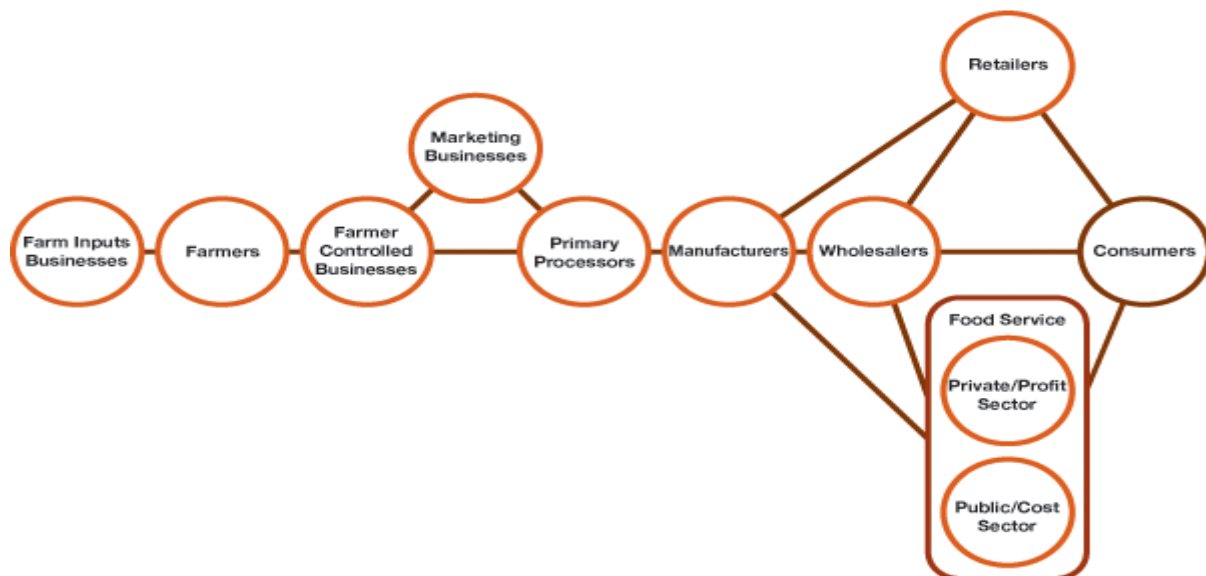 Retailers
Marketing
Businesses
Farm Inputs
Businesses
Farmers
Farmer
Controlled
Businesses
Primary
Processors
Manufacturers
Wholesalers
Consumers
Food Service
Private/Profit
Sector
Public/Cost
Sector